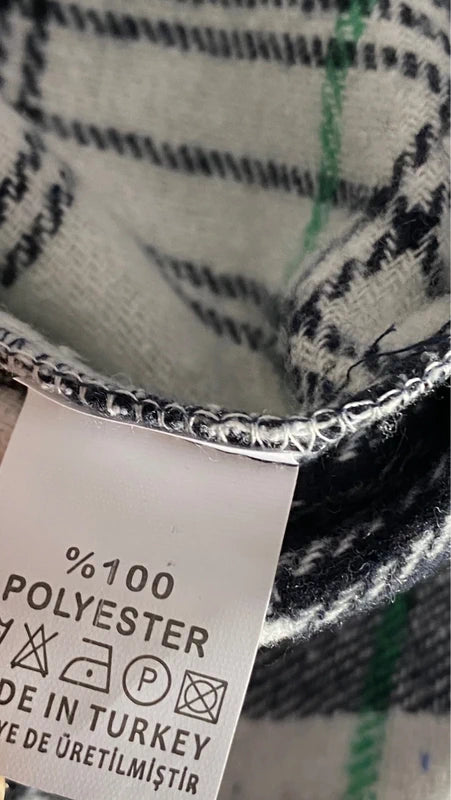 %100
POLYESTER
P
DE IN TURKEY
YE DE ÜRETİLMİŞTİR